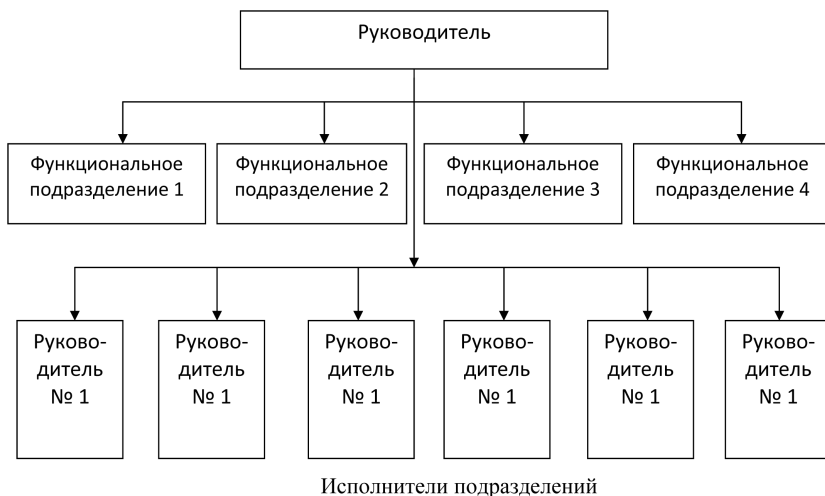 Руководитель
Функциональное
подразделение 1
Функциональное
подразделение 2
Функциональное
подразделение 3
Функциональное
подразделение 4
Руково-
дитель
№ 1
Руково-
дитель
№ 1
Руково-
дитель
№ 1
Руково-
дитель
№ 1
Руково-
дитель
№ 1
Руково-
дитель
№ 1
Исполнители подразделений